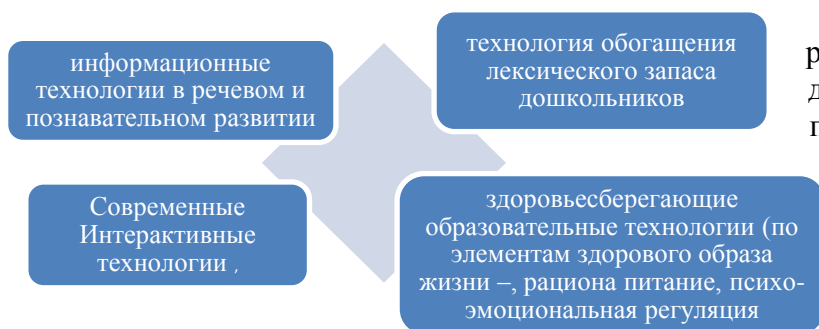 информационные
технологии в речевом и
познавательном развитии
технология обогащения
лексического запаса
дошкольников
Современные
Интерактивные
технологии ,
здоровьесберегающие
образовательные технологии (по
элементам здорового образа
жизни –, рациона питание, психо-
эмоциональная регуляция